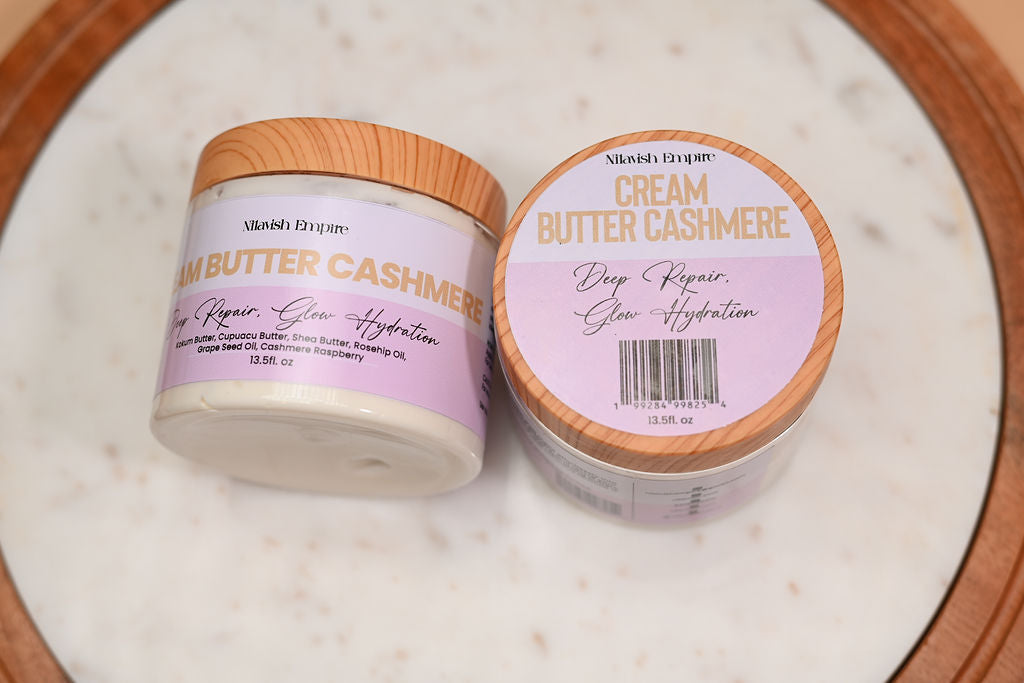 Nilavish Empire
AM BUTTER CASHMERE
Deep Repair, Glow Hydration
Kokum Butter, Cupuacu Butter, Shea Butter, Rosehip Oil,
Grape Seed Oil, Cashmere Raspberry
13.5fl. oz
Nilavish Empire
CREAM
BUTTER CASHMERE
Deep Repair,
Glow Hydration
1 99284 99825 4
13.5fl. oz